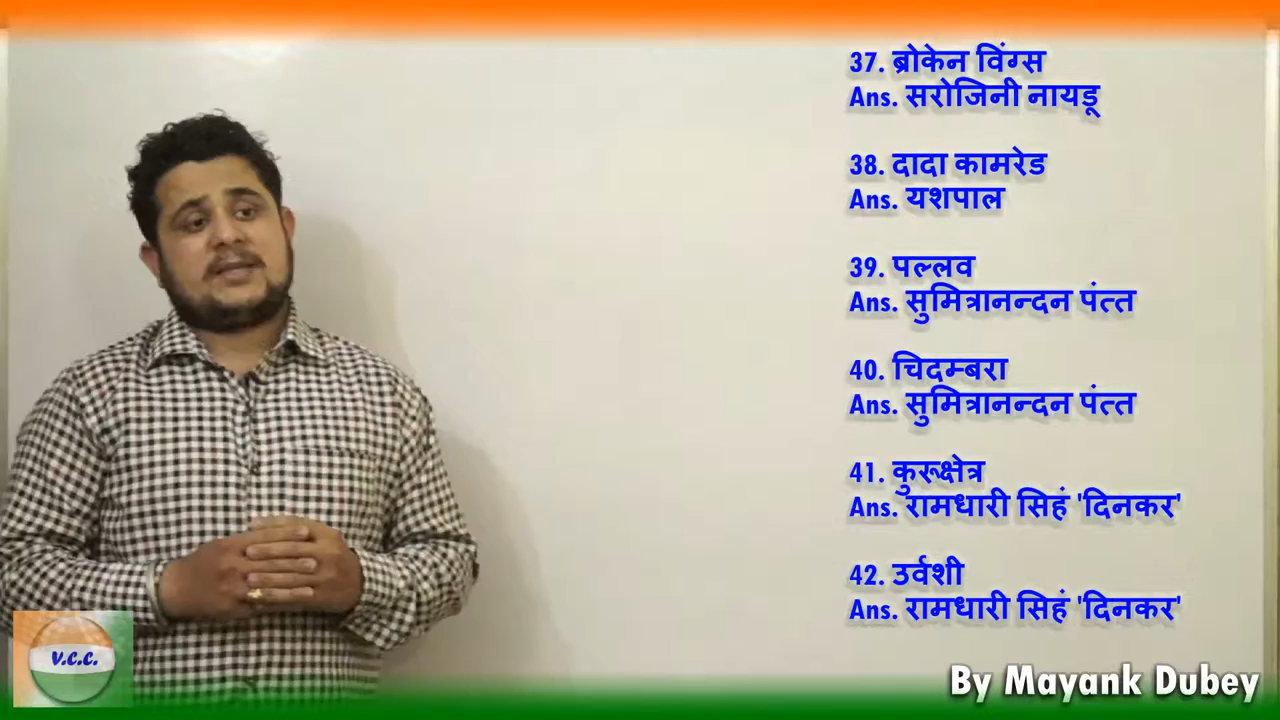 37. ब्रोकेन विंग्स
Ans. सरोजिनी नायडू
38. दादा कामरेड
Ans. यशपाल
39. पल्लव
Ans. सुमित्रानन्दन पंत्त
40. चिदम्बरा
Ans. सुमित्रानन्दन पंत्त
41. कुरूक्षेत्र
Ans. रामधारी सिहं 'दिनकर'
42. उर्वशी
Ans. रामधारी सिहं 'दिनकर'
V.C.C.
By Mayank Dubey